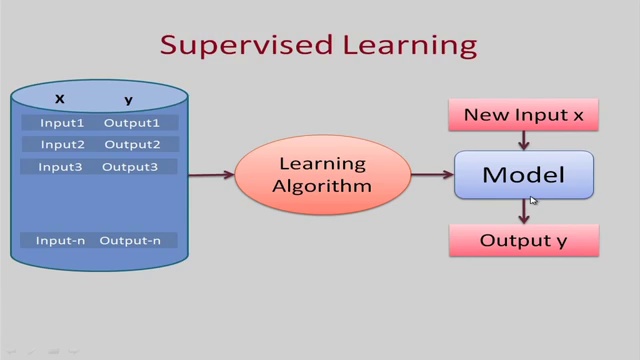 Supervised Learning
x y
Input1 Output1
Input2 Output2
Input3 Output3
Input-n Output-n
Learning
Algorithm
New Input x
Model
Output y